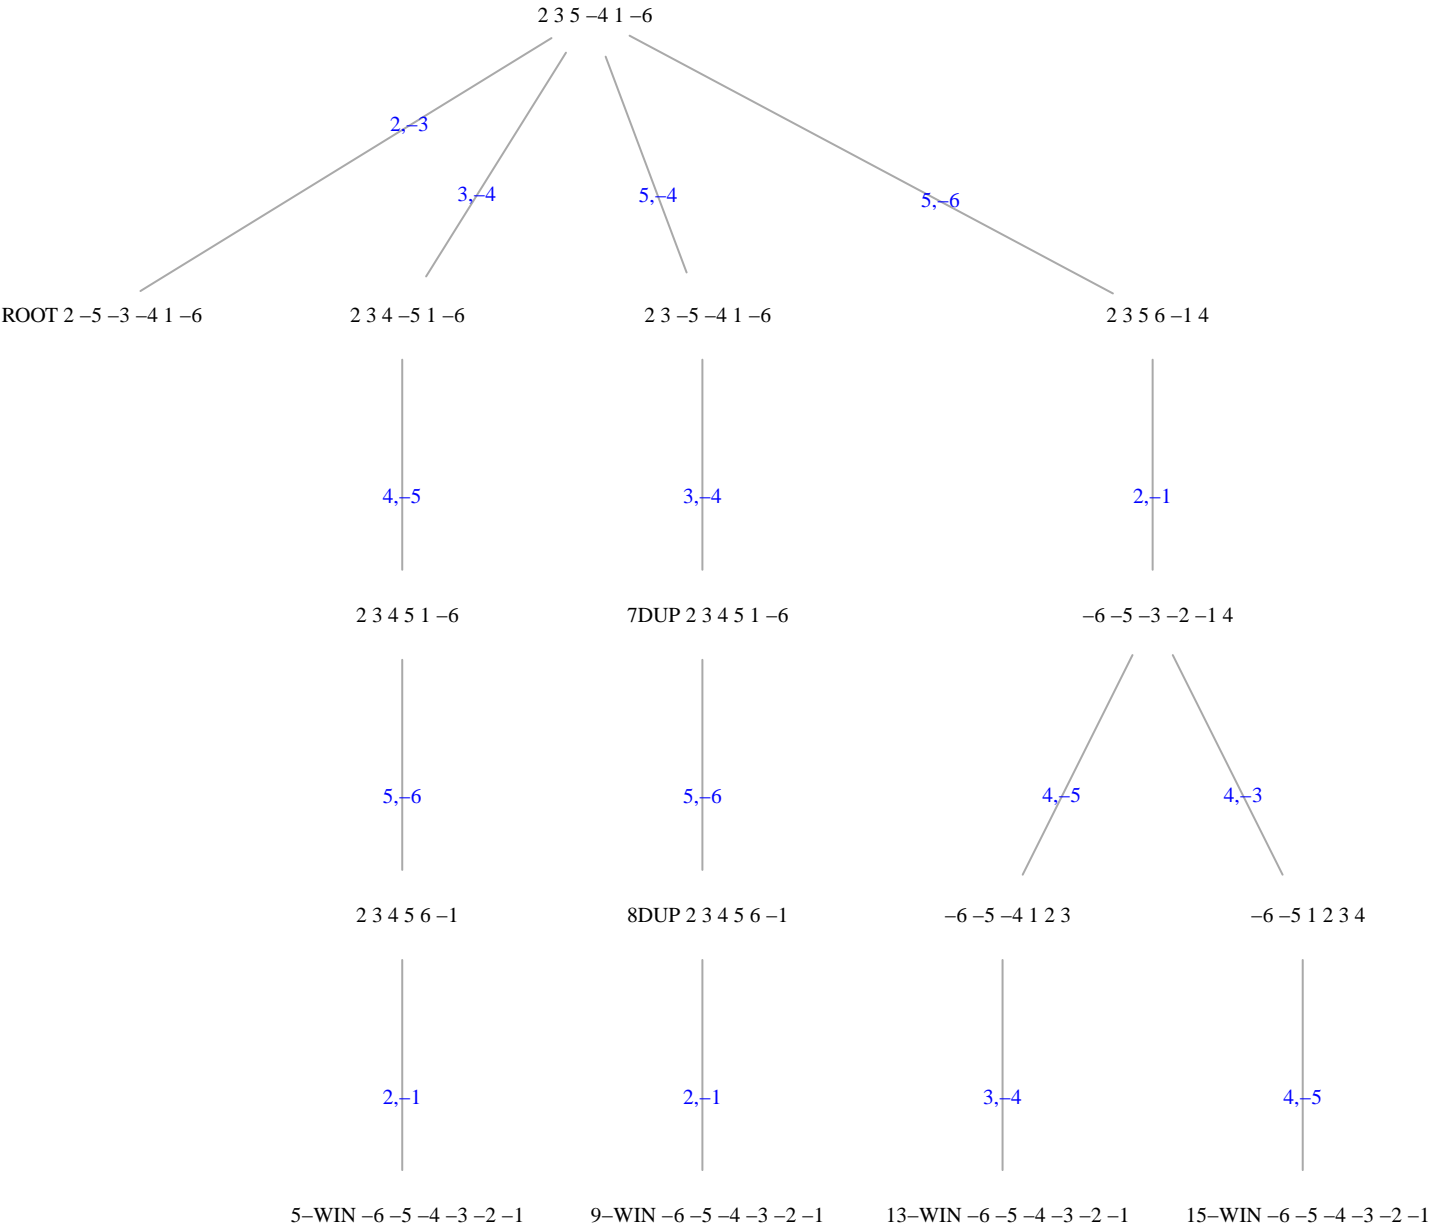 2 3 5 –4 1 –6
2,–3
3,–4
5,–4
5,–6
ROOT 2 –5 –3 –4 1 –6
2 3 4 –5 1 –6
2 3 –5 –4 1 –6
2 3 5 6 –1 4
4,–5
3,–4
2,–1
2 3 4 5 1 –6
7DUP 2 3 4 5 1 –6
–6 –5 –3 –2 –1 4
5,–6
5,–6
4,–5
4,–3
2 3 4 5 6 –1
8DUP 2 3 4 5 6 –1
–6 –5 –4 1 2 3
–6 –5 1 2 3 4
2,–1
2,–1
3,–4
4,–5
5–WIN –6 –5 –4 –3 –2 –1
9–WIN –6 –5 –4 –3 –2 –1
13–WIN –6 –5 –4 –3 –2 –1
15–WIN –6 –5 –4 –3 –2 –1